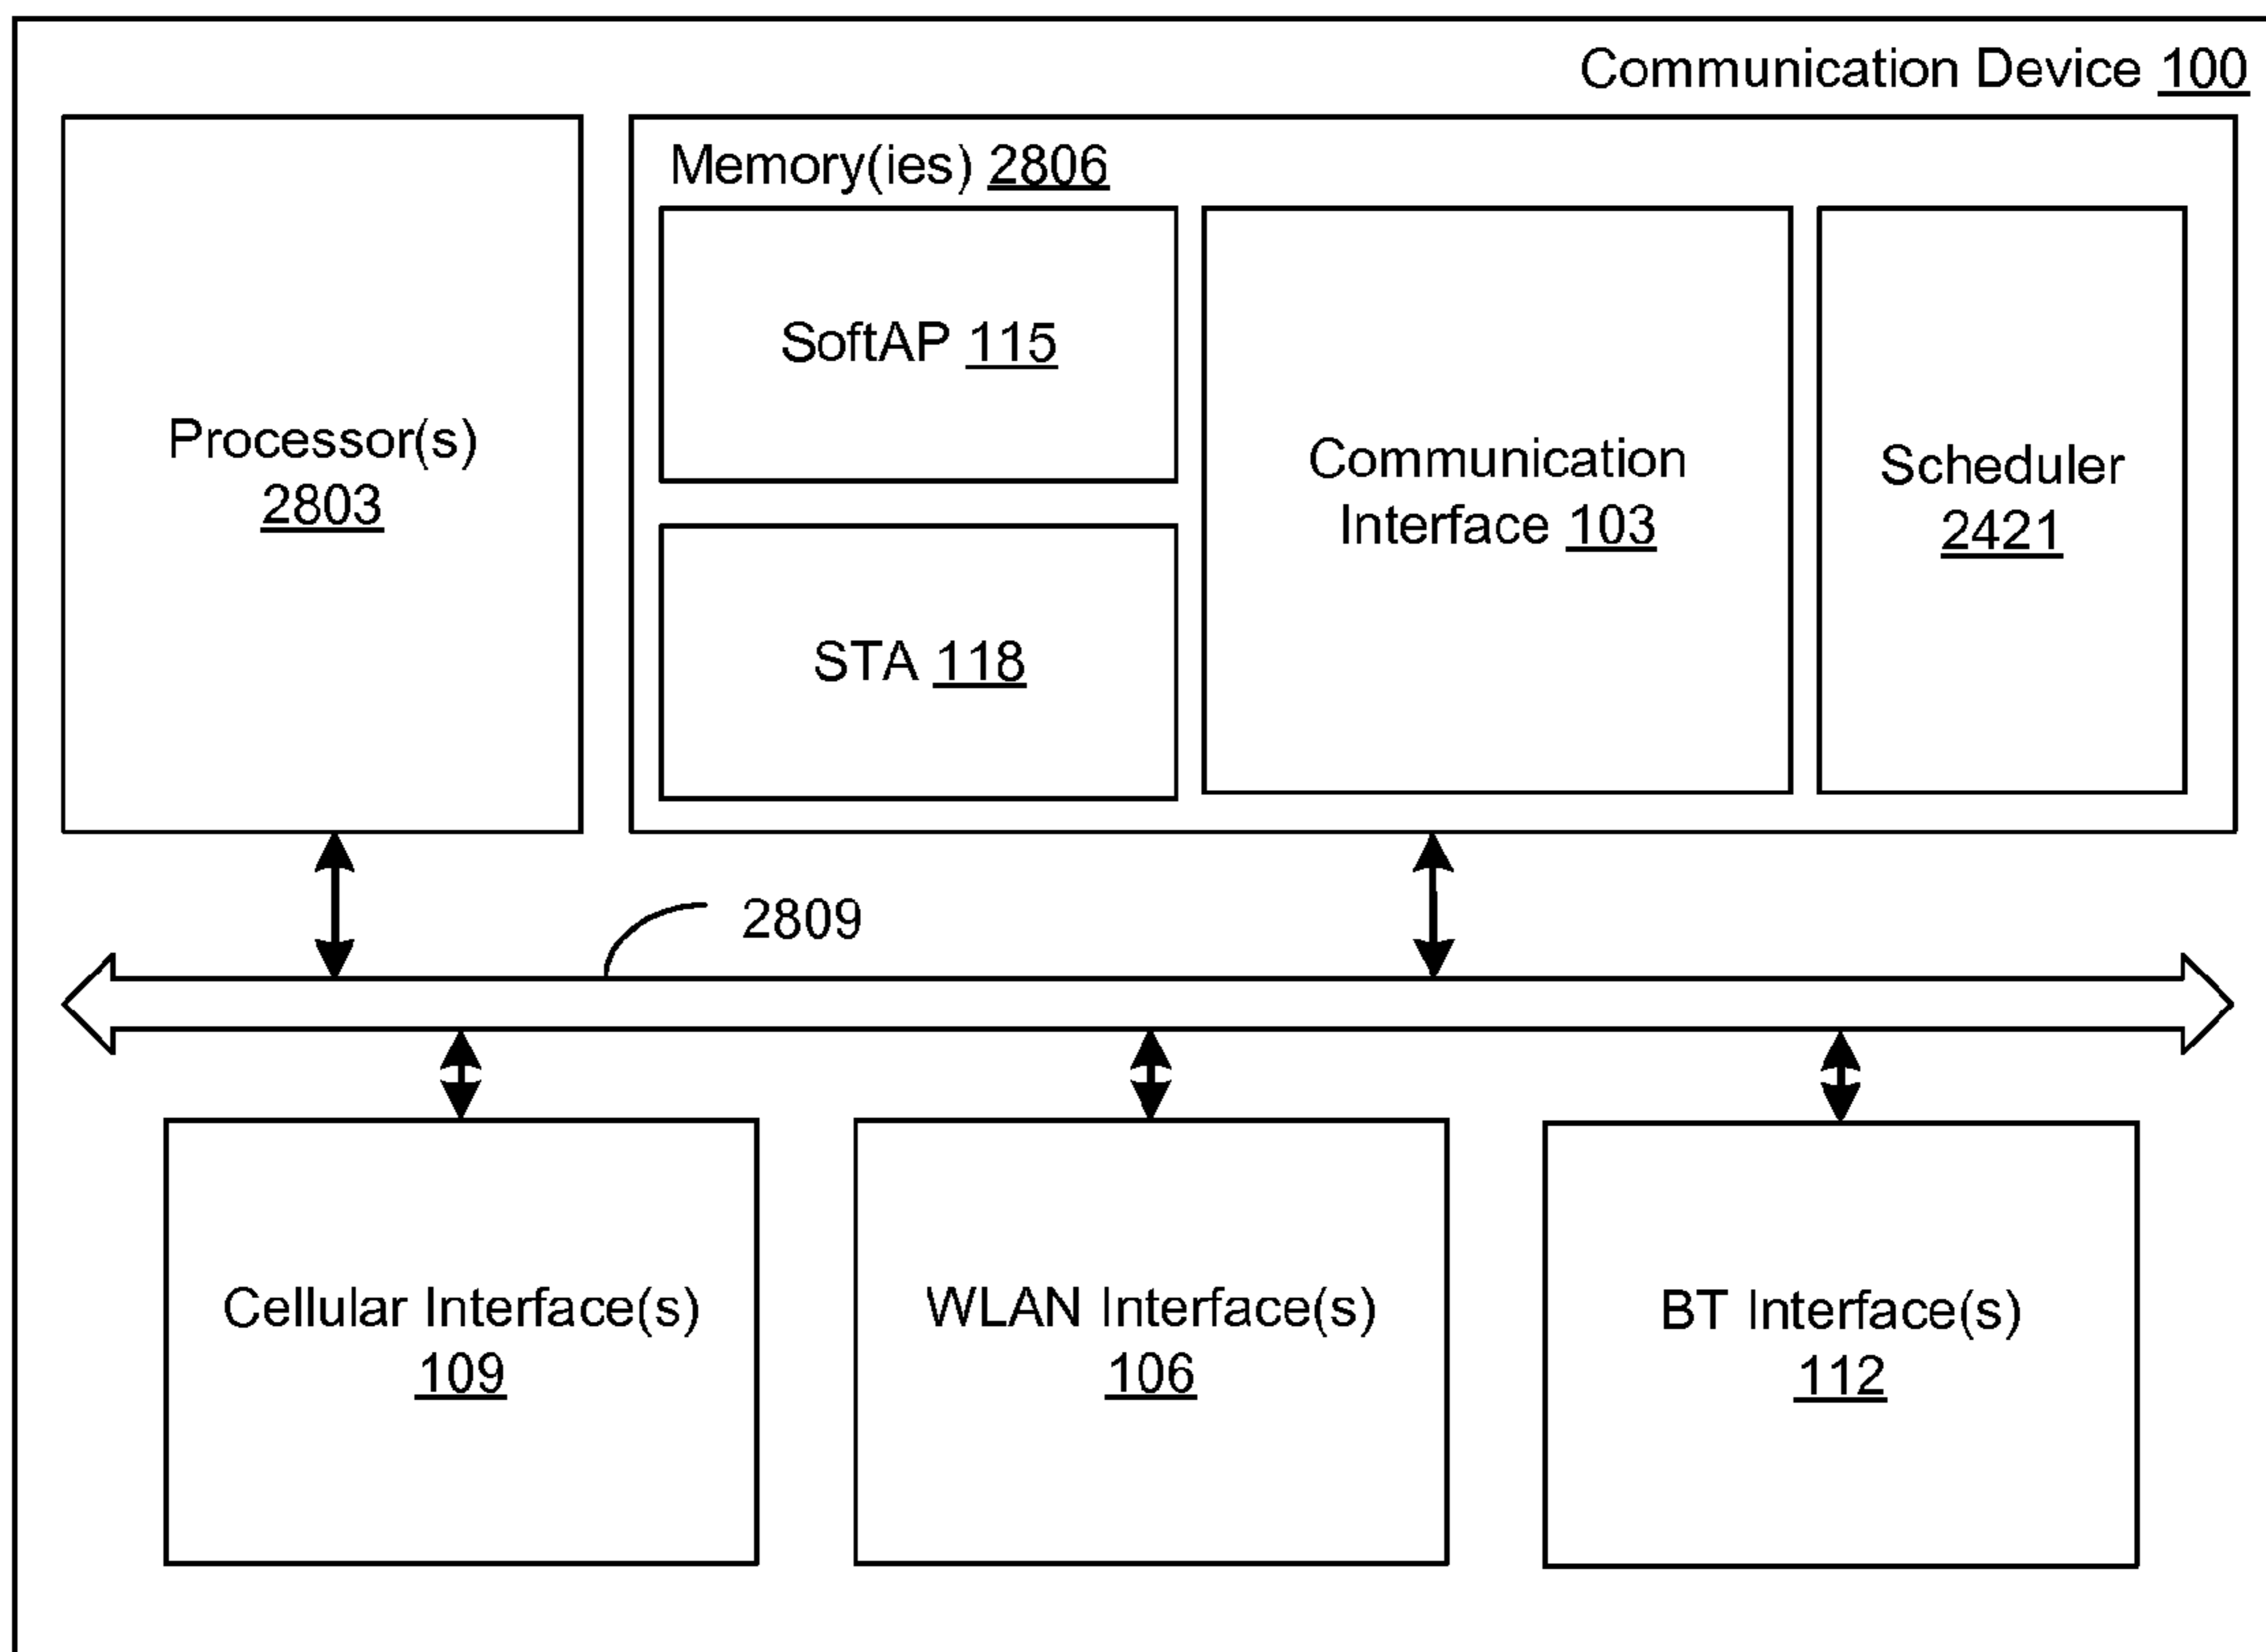 Communication Device 100
Processor(s)
2803
Memory(ies) 2806
SoftAP 115
STA 118
Communication
Interface 103
Scheduler
2421
2809
Cellular Interface(s)
109
WLAN Interface(s)
106
BT Interface(s)
112